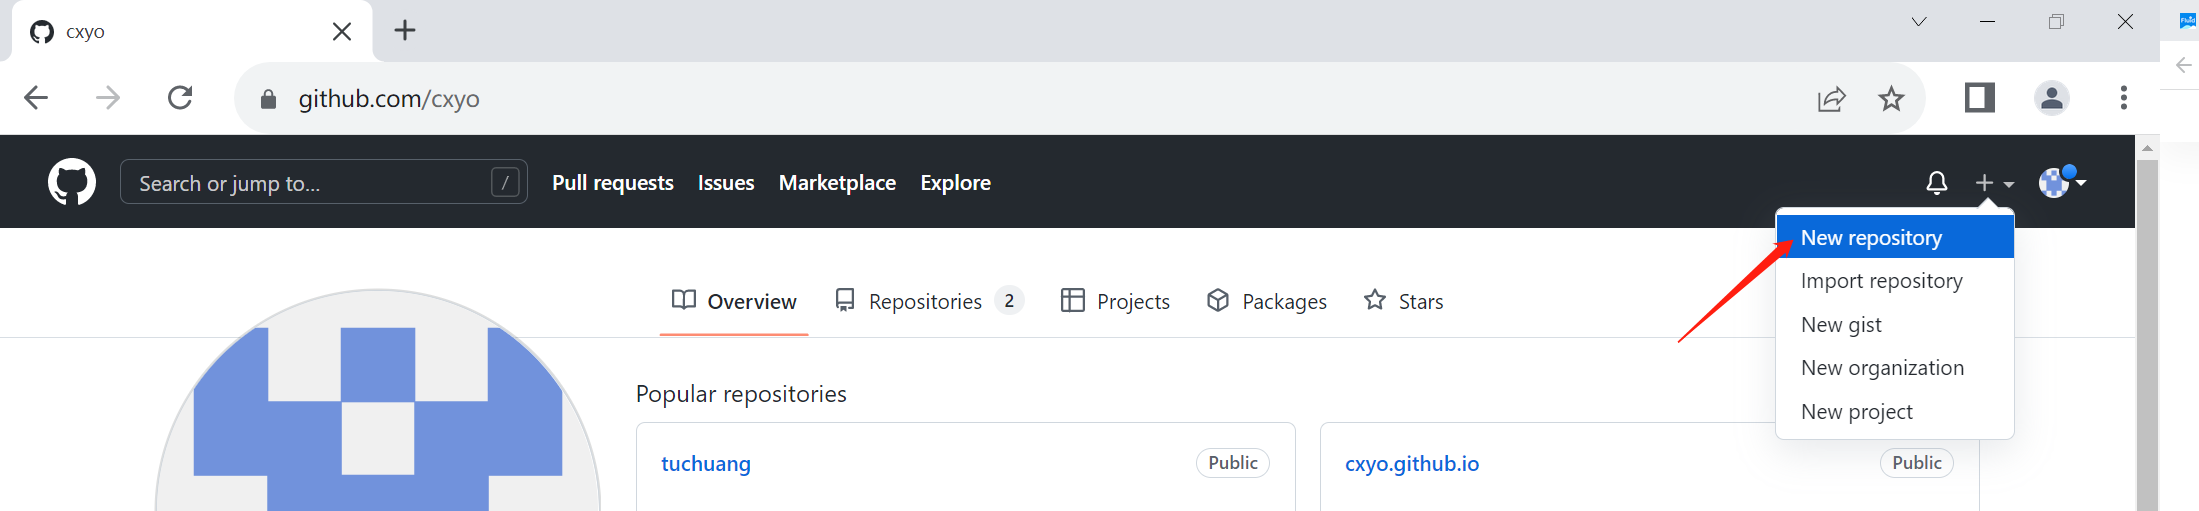 cxyo
github.com/cxyo
Search or jump to... /
Pull requests Issues Marketplace Explore
New repository
Import repository
New gist
New organization
New project
Overview Repositories 2 Projects Packages Stars
Popular repositories
tuchuang Public
cxyo.github.io Public
Fluid